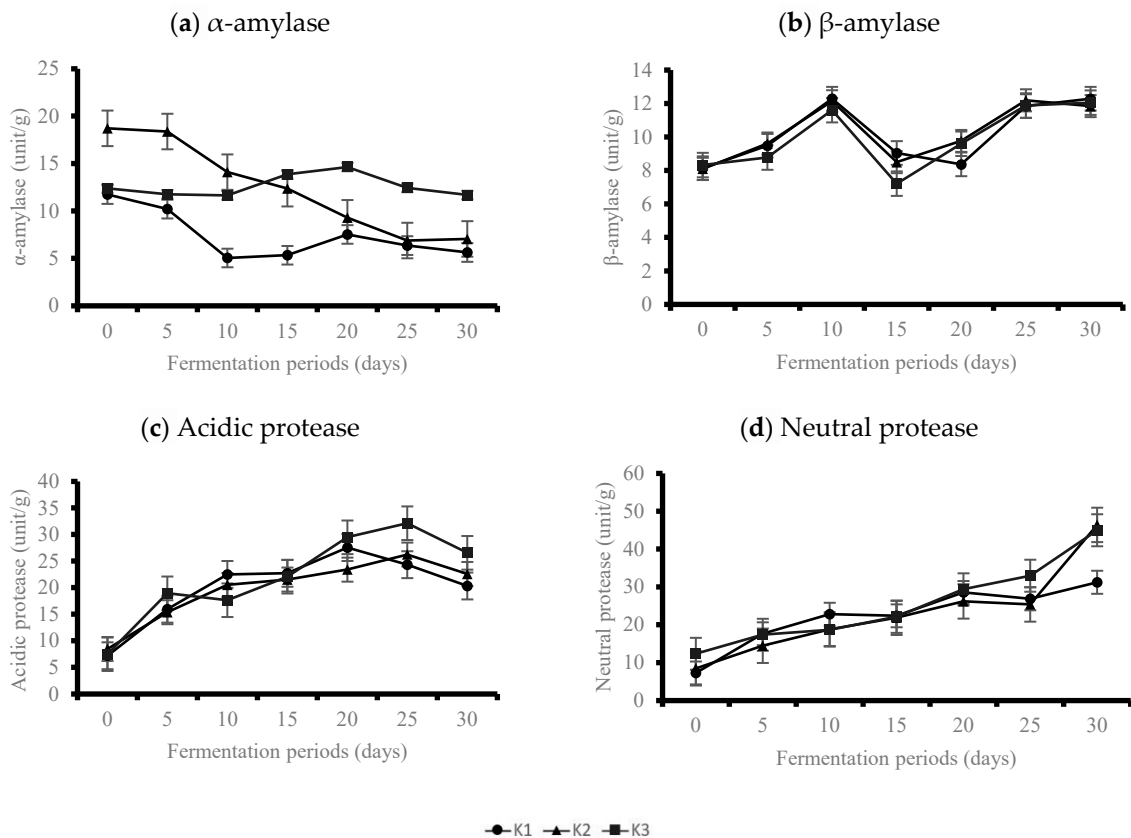 (a) α-amylase
α-amylase (unit/g)
25
20
15
10
5
0
0 5 10 15 20 25 30
Fermentation periods (days)
(b) β-amylase
β-amylase (unit/g)
14
12
10
8
6
4
2
0
0 5 10 15 20 25 30
Fermentation periods (days)
(c) Acidic protease
Acidic protease (unit/g)
40
35
30
25
20
15
10
5
0
0 5 10 15 20 25 30
Fermentation periods (days)
(d) Neutral protease
Neutral protease (unit/g)
60
50
40
30
20
10
0
0 5 10 15 20 25 30
Fermentation periods (days)
K1 K2 K3